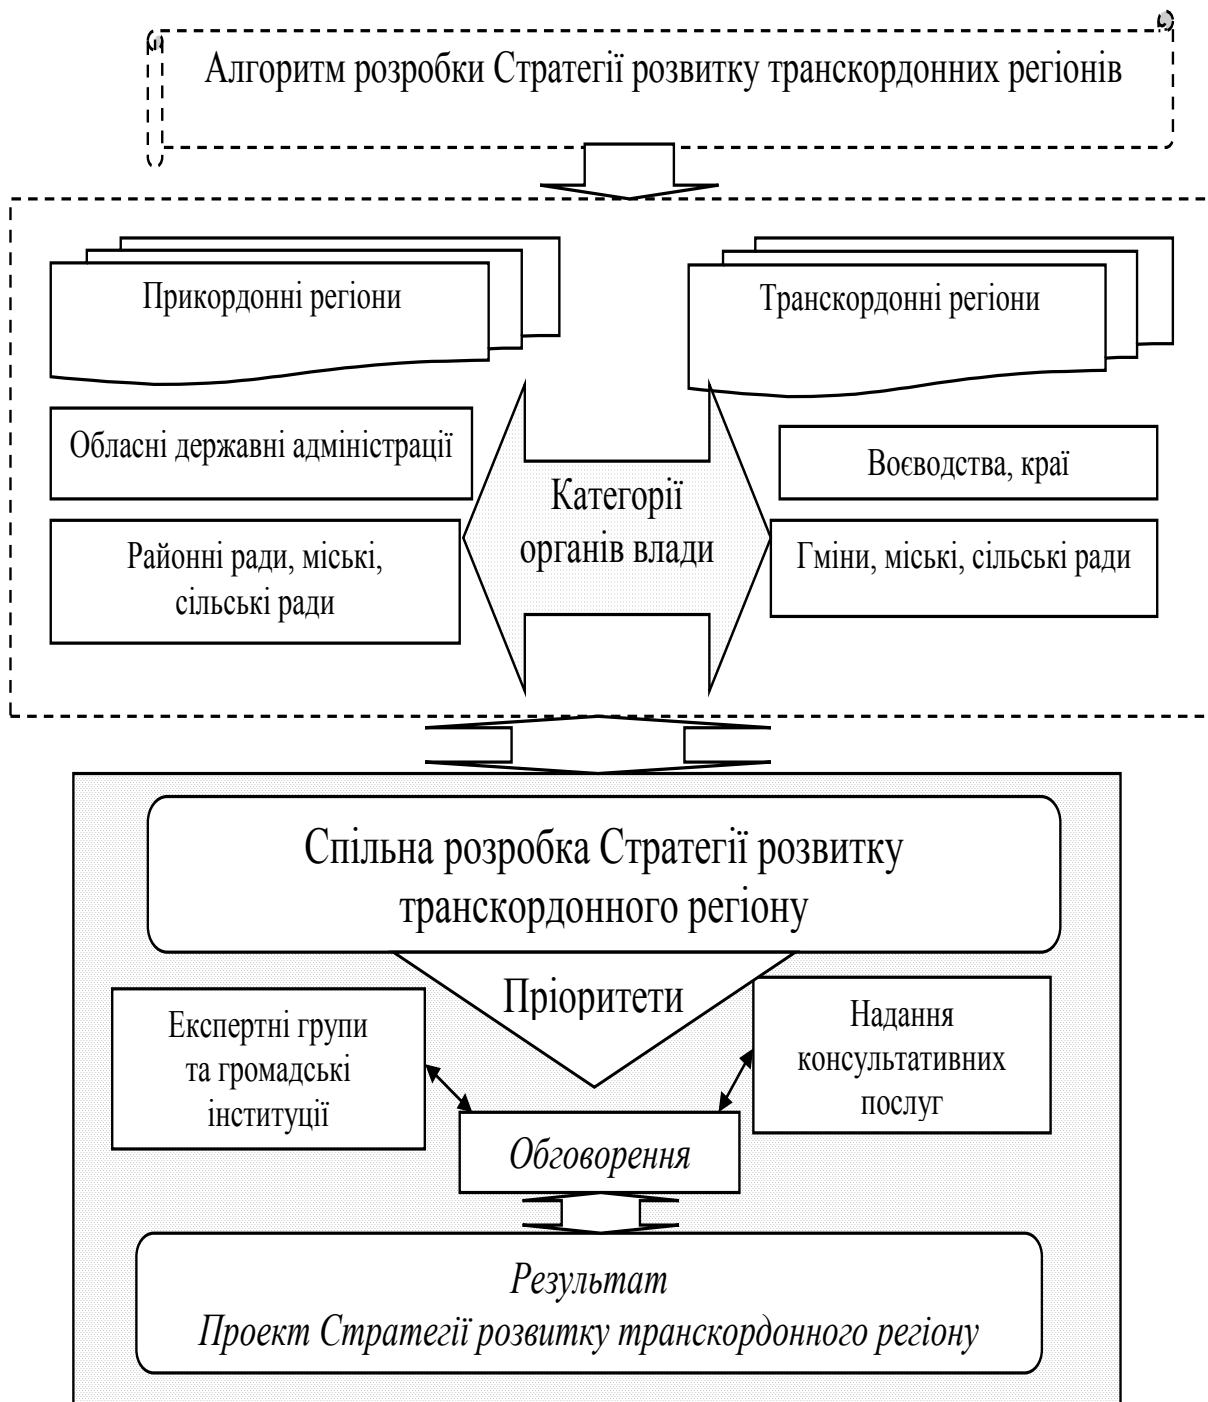 Алгоритм розробки Стратегії розвитку транскордонних регіонів
Прикордонні регіони
Транскордонні регіони
Обласні державні адміністрації
Воєводства, краї
Категорії
органів влади
Районні ради, міські,
сільські ради
Гміни, міські, сільські ради
Спільна розробка Стратегії розвитку
транскордонного регіону
Пріоритети
Експертні групи
та громадські
інституції
Надання
консультативних
послуг
Обговорення
Результат
Проект Стратегії розвитку транскордонного регіону